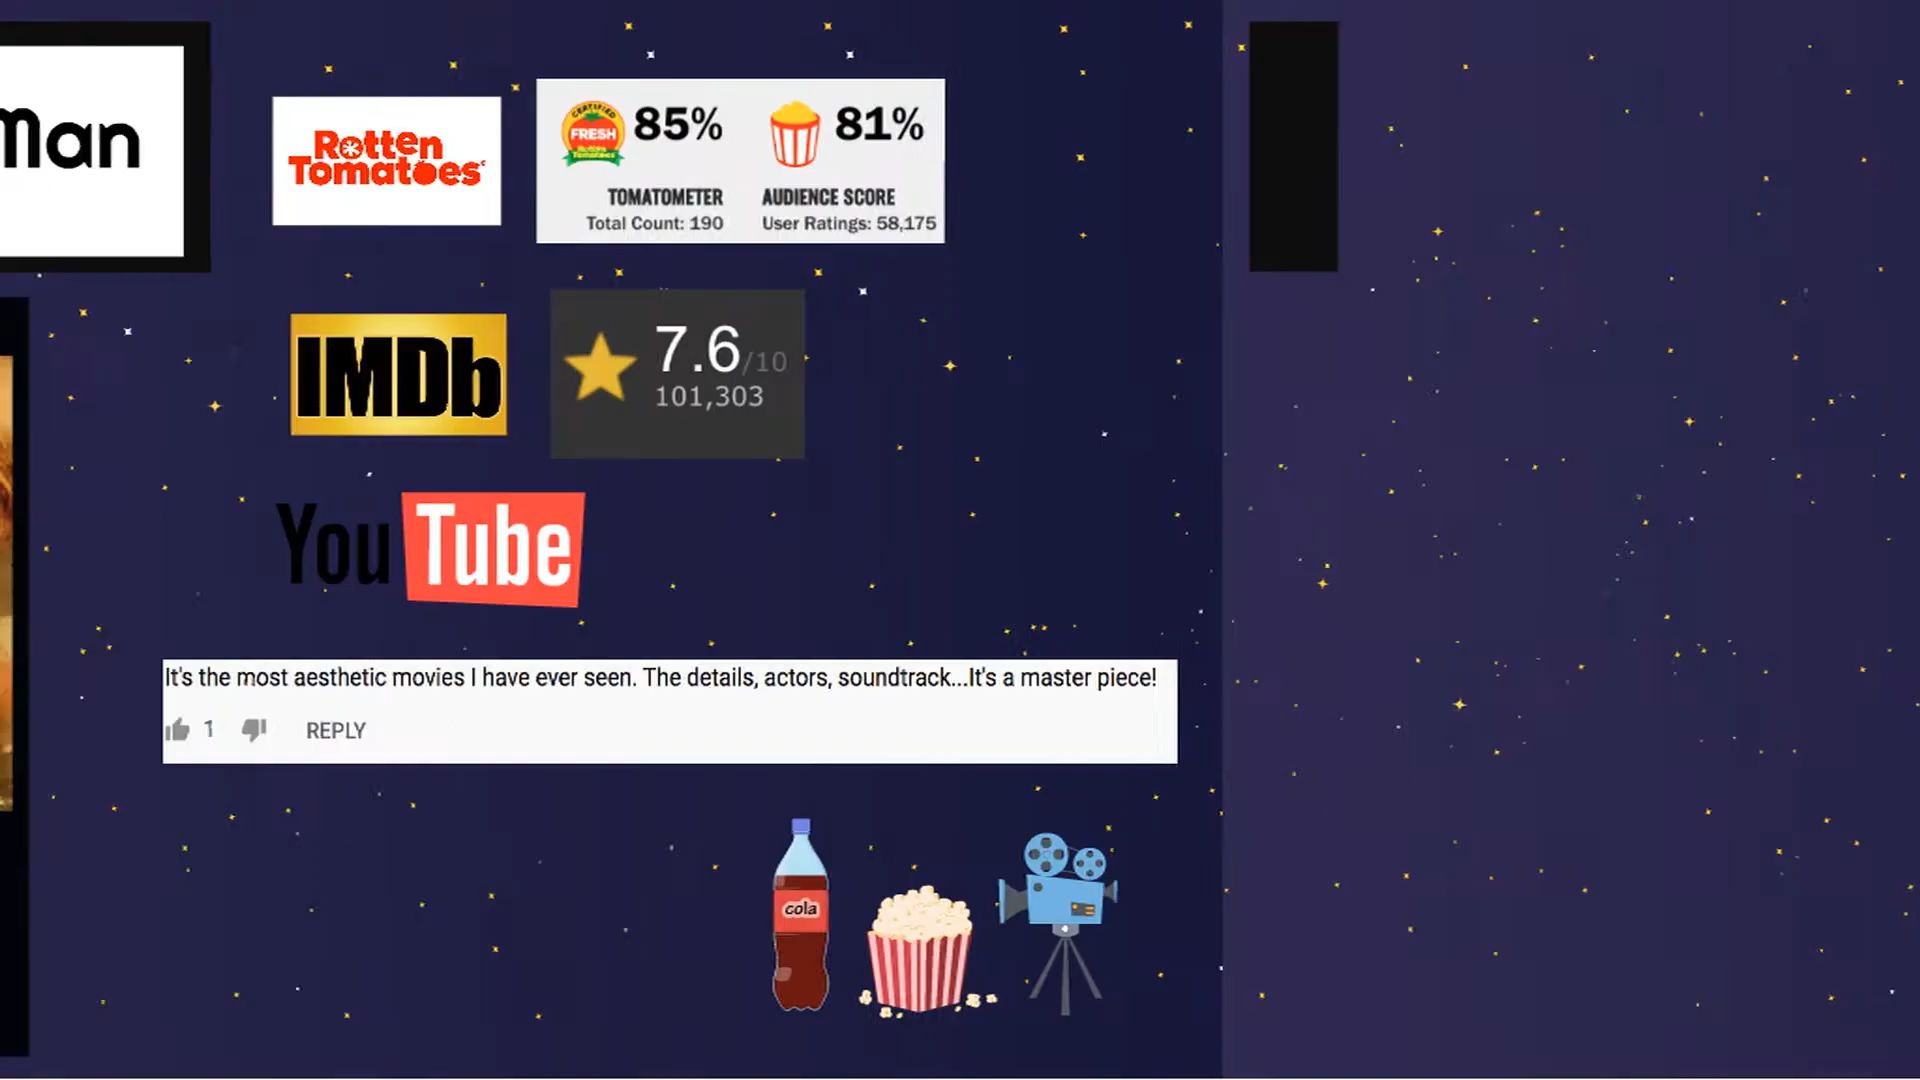 Man
Rotten
Tomatoes
CERTIFIED
FRESH
85%
81%
TOMATOMETER
AUDIENCE SCORE
Total Count: 190
User Ratings: 58,175
IMDb
7.6/10
101,303
You Tube
It's the most aesthetic movies I have ever seen. The details, actors, soundtrack...It's a master piece!
1
REPLY
cola